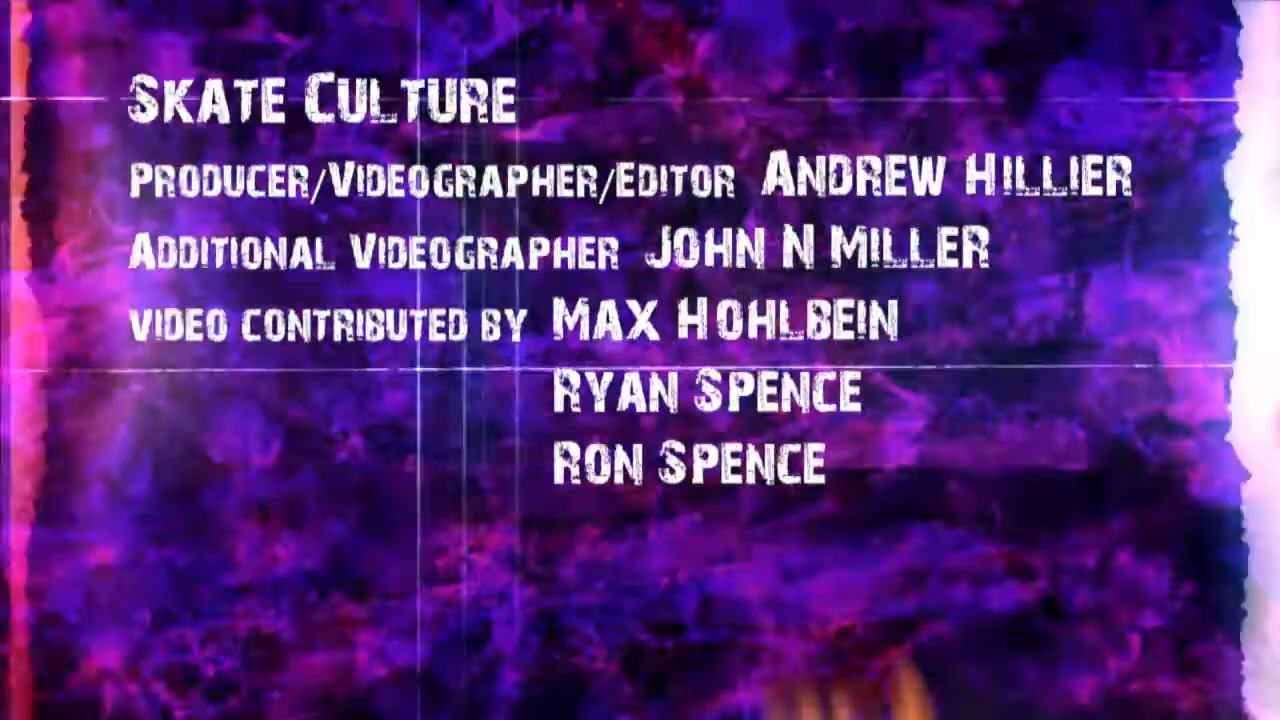 Skate Culture
Producer/Videographer/Editor Andrew Hillier
Additional Videographer John N Miller
video contributed by Max Hohlbein
Ryan Spence
Ron Spence